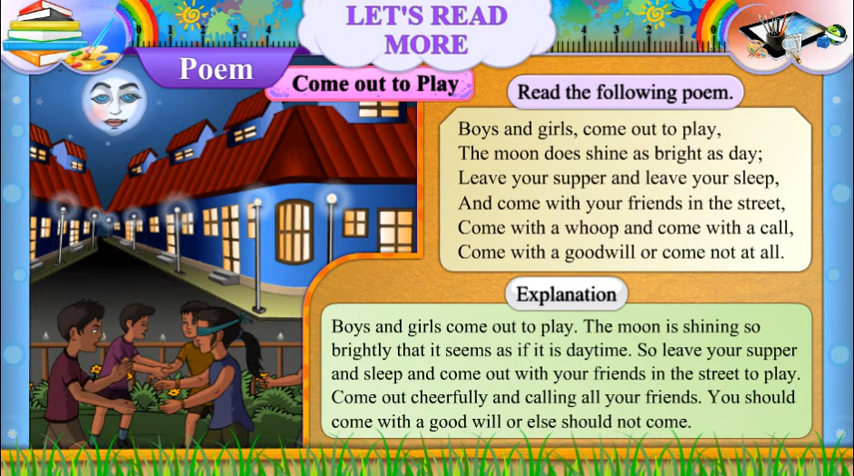 LET'S READ
MORE
Poem
Come out to Play
Read the following poem.
Boys and girls, come out to play,
The moon does shine as bright as day;
Leave your supper and leave your sleep,
And come with your friends in the street,
Come with a whoop and come with a call,
Come with a goodwill or come not at all.
Explanation
Boys and girls come out to play. The moon is shining so
brightly that it seems as if it is daytime. So leave your supper
and sleep and come out with your friends in the street to play.
Come out cheerfully and calling all your friends. You should
come with a good will or else should not come.